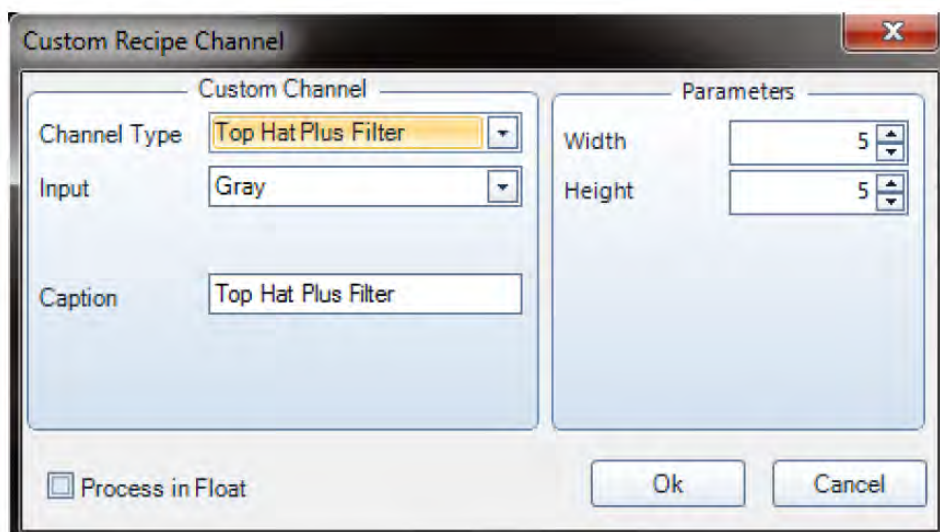 Custom Recipe Channel
Custom Channel
Channel Type Top Hat Plus Filter
Input Gray
Caption Top Hat Plus Filter
Parameters
Width 5
Height 5
Process in Float
Ok Cancel